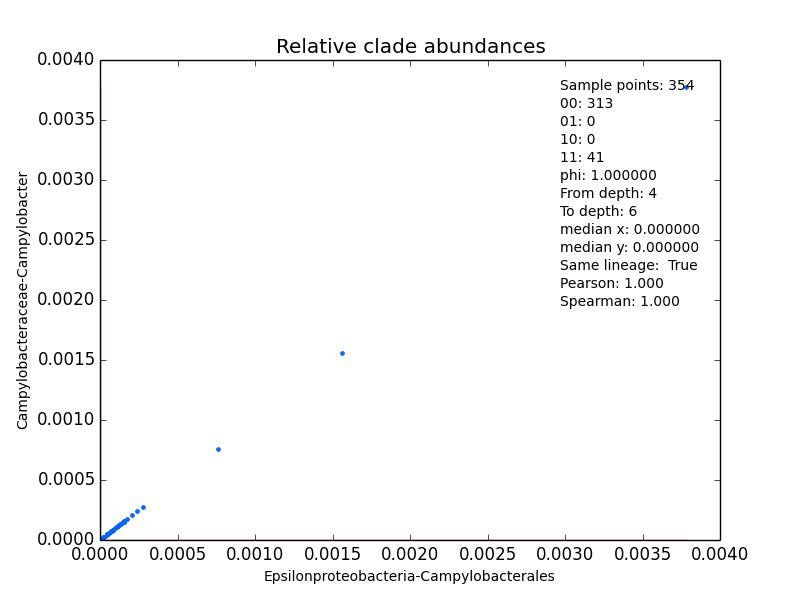 Relative clade abundances
0.0040
0.0035
0.0030
0.0025
0.0020
0.0015
0.0010
0.0005
0.0000
Campylobacteraceae-Campylobacter
Sample points: 354
00: 313
01: 0
10: 0
11: 41
phi: 1.000000
From depth: 4
To depth: 6
median x: 0.000000
median y: 0.000000
Same lineage:  True
Pearson: 1.000
Spearman: 1.000
0.0000 0.0005 0.0010 0.0015 0.0020 0.0025 0.0030 0.0035 0.0040
Epsilonproteobacteria-Campylobacterales